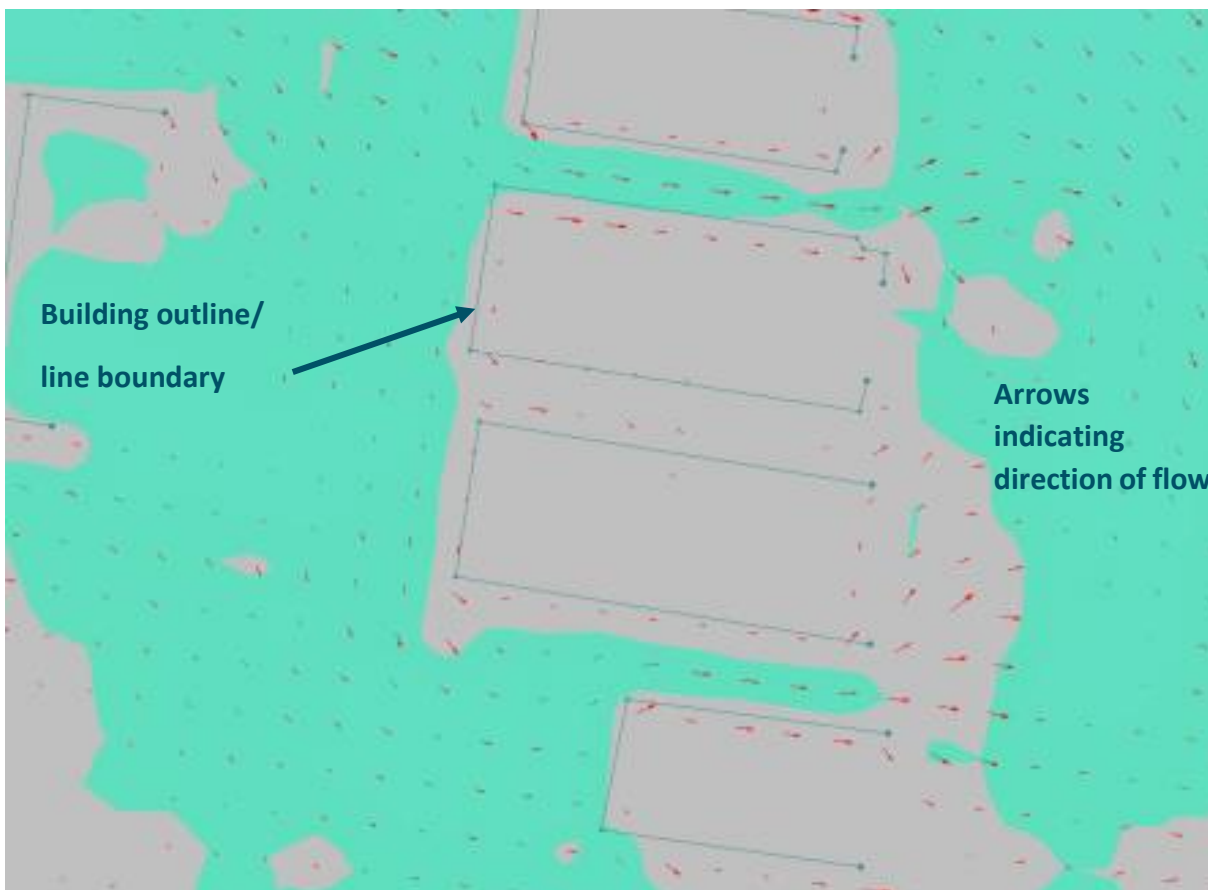 Building outline/
line boundary
Arrows
indicating
direction of flow